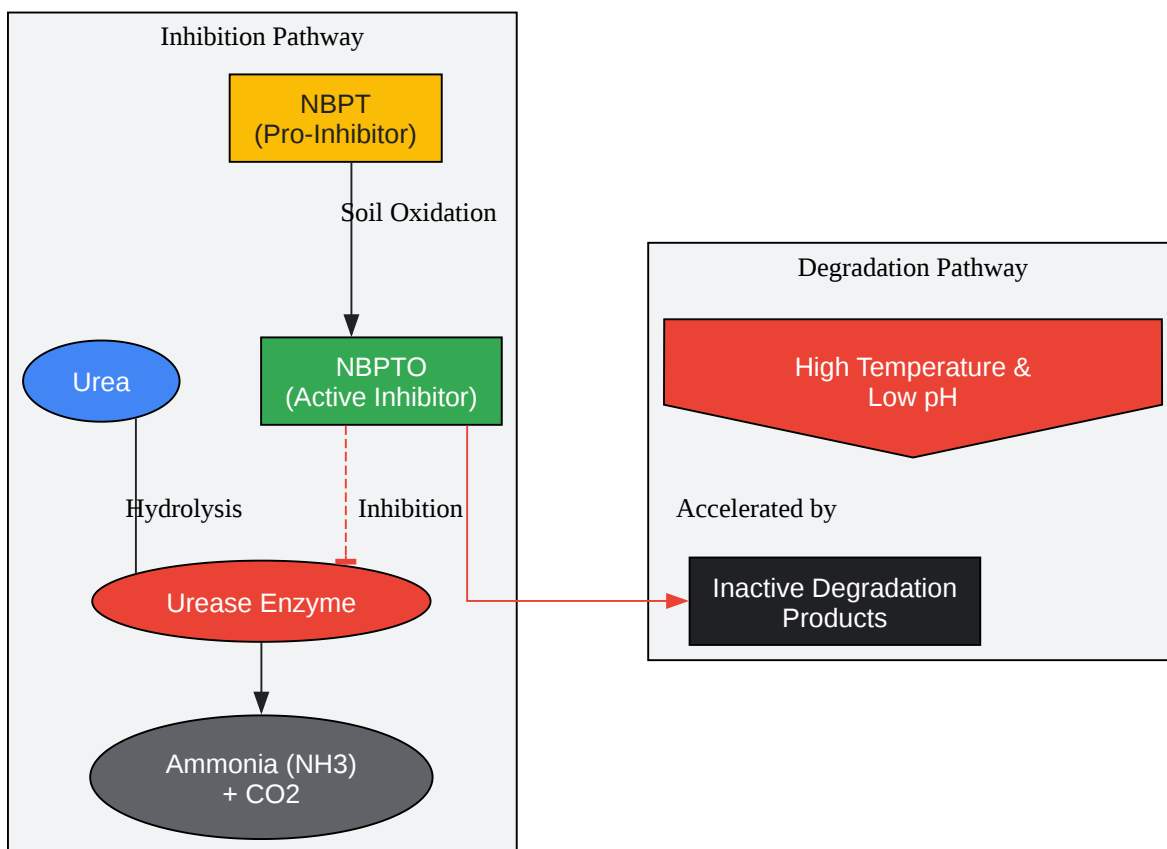 Inhibition Pathway
NBPT
(Pro-Inhibitor)
Soil Oxidation
Urea
NBPTO
(Active Inhibitor)
Hydrolysis
Inhibition
Urease Enzyme
Ammonia (NH3)
+ CO2
Degradation Pathway
High Temperature &
Low pH
Accelerated by
Inactive Degradation
Products